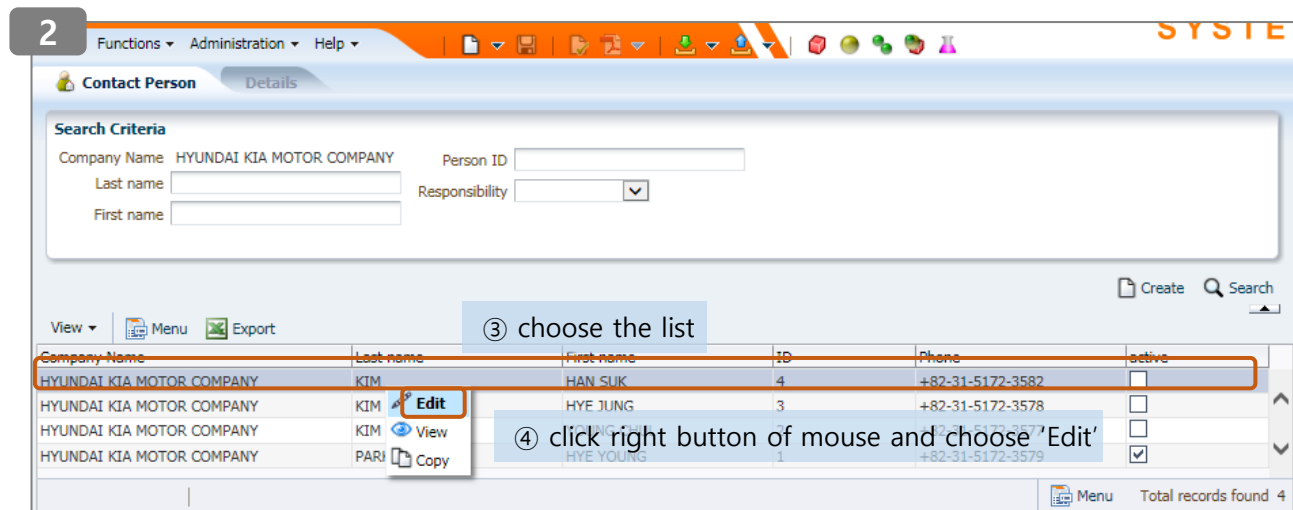 2
SYSTE
Functions Administration Help
Contact Person Details
Search Criteria
Company Name HYUNDAI KIA MOTOR COMPANY Person ID
Last name Responsibility
First name
Create Search
③ choose the list
View Menu Export
Company Name Last name First name ID Phone active
HYUNDAI KIA MOTOR COMPANY KIM HAN SUK 4 +82-31-5172-3582
HYUNDAI KIA MOTOR COMPANY KIM Edit HYE JUNG 3 +82-31-5172-3578
HYUNDAI KIA MOTOR COMPANY KIM View +82-31-5172-3577
④ click right button of mouse and choose ‘Edit’
HYUNDAI KIA MOTOR COMPANY PARK Copy HYE YOUNG 1 +82-31-5172-3579
Menu Total records found 4